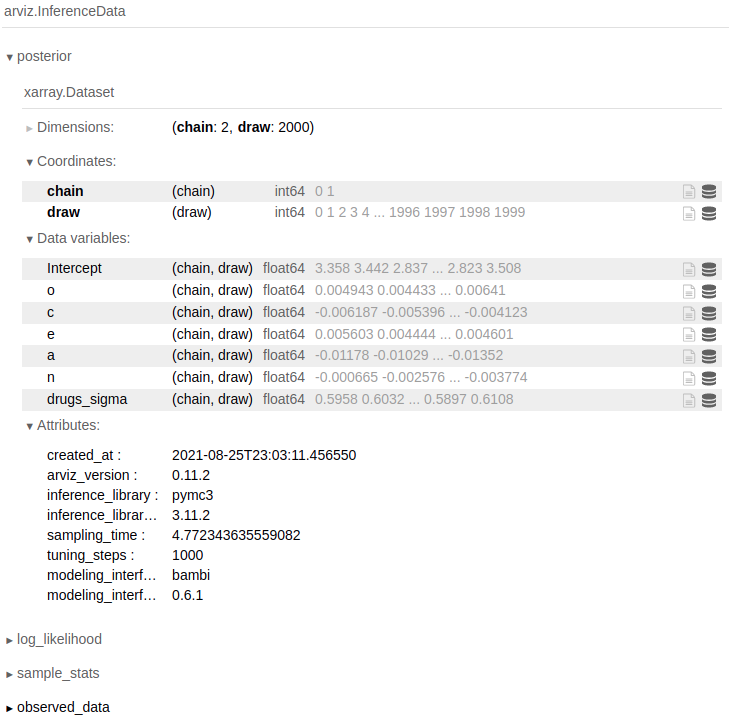 arviz.InferenceData
▾ posterior
xarray.Dataset
▸ Dimensions: (chain: 2, draw: 2000)
▾ Coordinates:
chain (chain) int64 0 1
draw (draw) int64 0 1 2 3 4 ... 1996 1997 1998 1999
▾ Data variables:
Intercept (chain, draw) float64 3.358 3.442 2.837 ... 2.823 3.508
o (chain, draw) float64 0.004943 0.004433 ... 0.00641
c (chain, draw) float64 -0.006187 -0.005396 ... -0.004123
e (chain, draw) float64 0.005603 0.004444 ... 0.004601
a (chain, draw) float64 -0.01178 -0.01029 ... -0.01352
n (chain, draw) float64 -0.000665 -0.002576 ... -0.003774
drugs_sigma (chain, draw) float64 0.5958 0.6032 ... 0.5897 0.6108
▾ Attributes:
created_at : 2021-08-25T23:03:11.456550
arviz_version : 0.11.2
inference_library : pymc3
inference_librar... 3.11.2
sampling_time : 4.772343635559082
tuning_steps : 1000
modeling_interf... bambi
modeling_interf... 0.6.1
▸ log_likelihood
▸ sample_stats
▸ observed_data